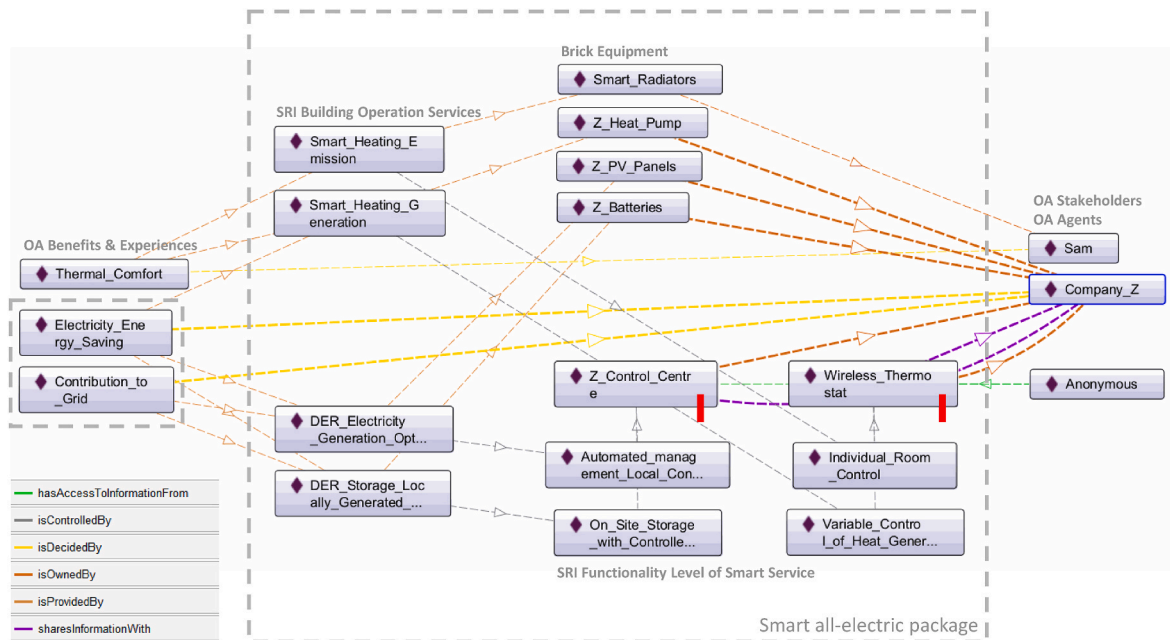 Brick Equipment
Smart_Radiators
SRI Building Operation Services
Z_Heat_Pump
Smart_Heating_E
mission
Z_PV_Panels
Smart_Heating_G
eneration
Z_Batteries
OA Stakeholders
OA Agents
OA Benefits & Experiences
Sam
Thermal_Comfort
Company_Z
Electricity_Ene
rgy_Saving
Contribution_to
_Grid
Z_Control_Centr
e
Wireless_Thermo
stat
Anonymous
DER_Electricity
_Generation_Opt...
Automated_manag
ement_Local_Con...
Individual_Room
_Control
DER_Storage_Loc
ally_Generated_...
On_Site_Storage
_with_Controlle...
Variable_Contro
l_of_Heat_Gener...
SRI Functionality Level of Smart Service
hasAccessToInformationFrom
isControlledBy
isDecidedBy
isOwnedBy
isProvidedBy
sharesInformationWith
Smart all-electric package